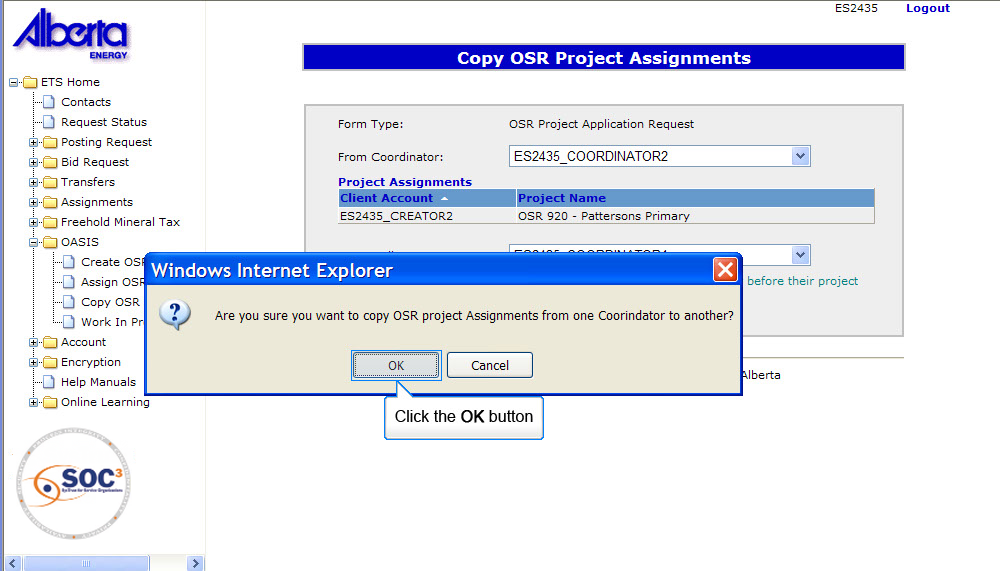 ES2435 Logout
Alberta
ENERGY
Copy OSR Project Assignments
ETS Home
Contacts
Request Status
Posting Request
Bid Request
Transfers
Assignments
Freehold Mineral Tax
OASIS
Create OSR
Assign OSR
Copy OSR
Work In Pr
Account
Encryption
Help Manuals
Online Learning
SOC3
SysTrust for Service Organizations
Form Type: OSR Project Application Request
From Coordinator: ES2435_COORDINATOR2
Project Assignments
Client Account Project Name
ES2435_CREATOR2 OSR 920 - Pattersons Primary
before their project
Alberta
Windows Internet Explorer
Are you sure you want to copy OSR project Assignments from one Coorindator to another?
OK Cancel
Click the OK button